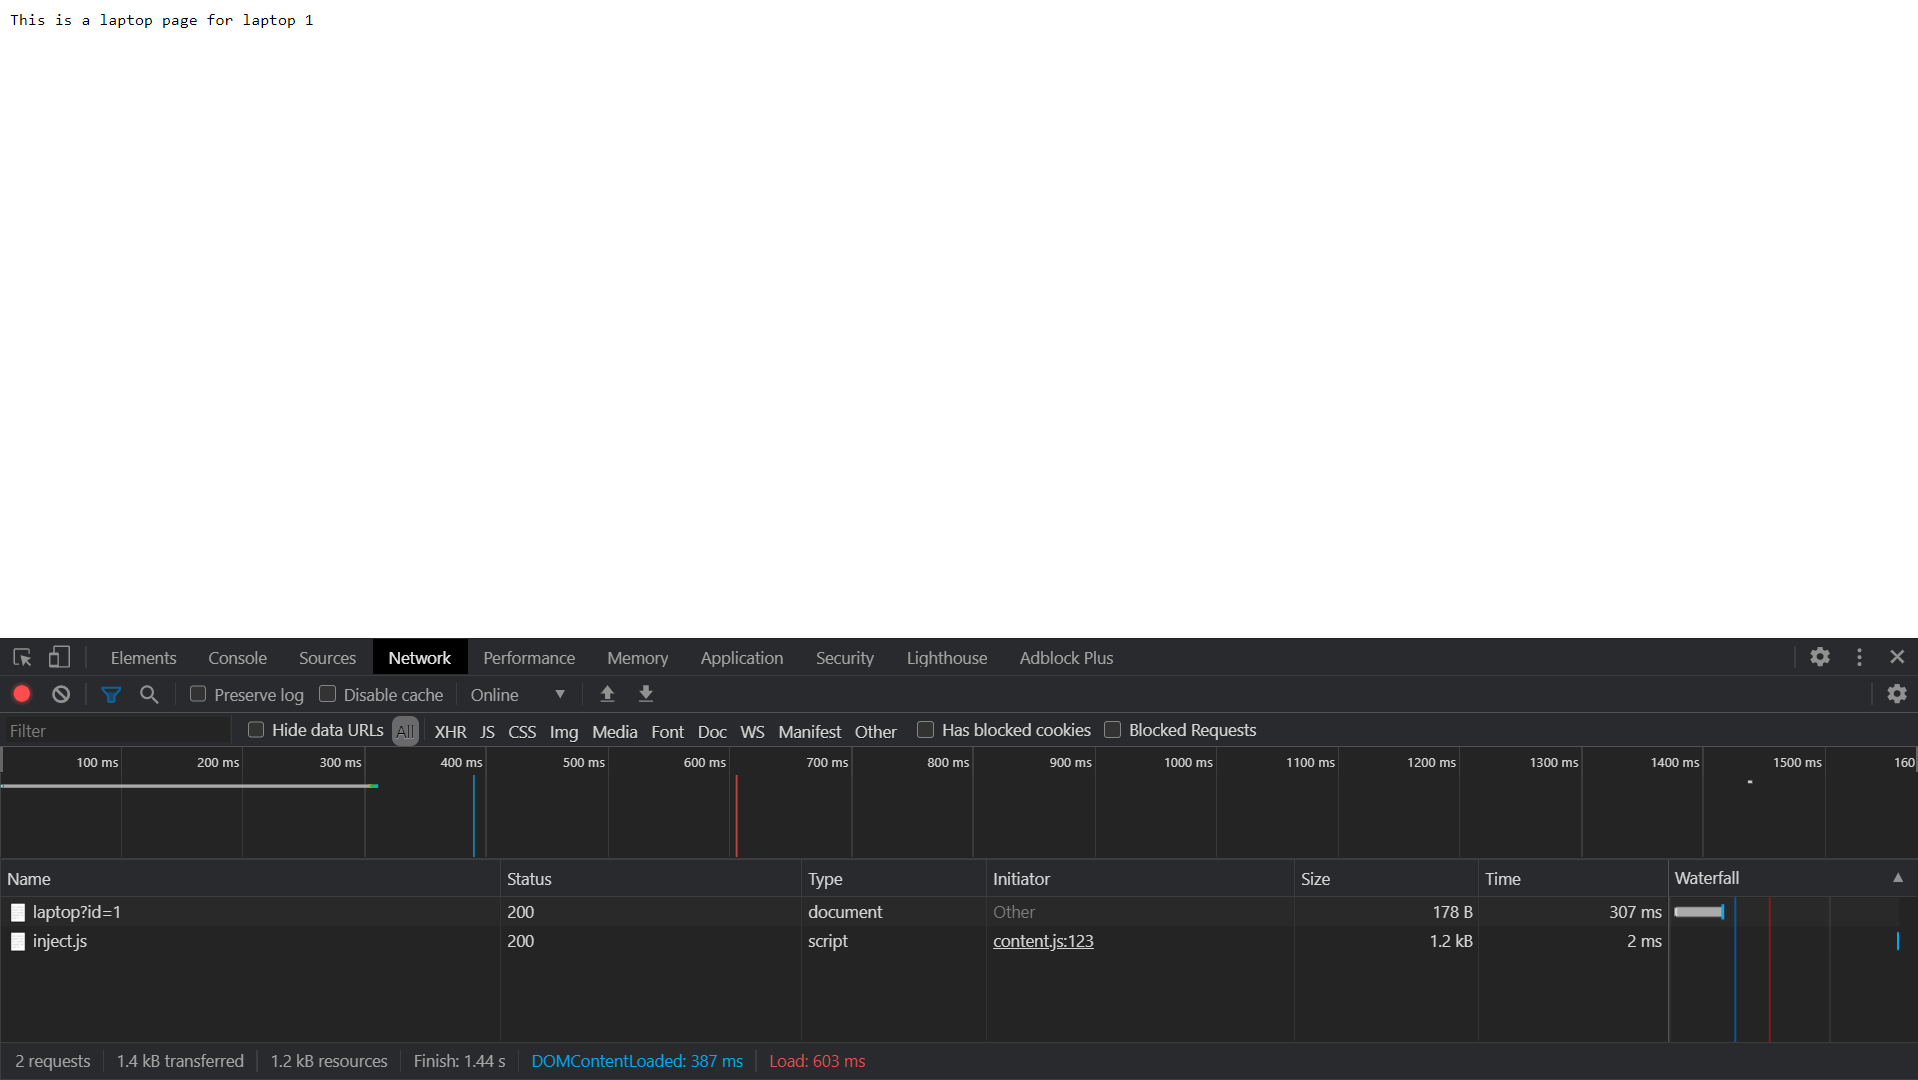 This is a laptop page for laptop 1
Elements Console Sources Network Performance Memory Application Security Lighthouse Adblock Plus
Preserve log Disable cache Online
Filter Hide data URLs All XHR JS CSS Img Media Font Doc WS Manifest Other Has blocked cookies Blocked Requests
100 ms 200 ms 300 ms 400 ms 500 ms 600 ms 700 ms 800 ms 900 ms 1000 ms 1100 ms 1200 ms 1300 ms 1400 ms 1500 ms 160
Name Status Type Initiator Size Time Waterfall
laptop?id=1 200 document Other 178 B 307 ms
inject.js 200 script content.js:123 1.2 kB 2 ms
2 requests 1.4 kB transferred 1.2 kB resources Finish: 1.44 s DOMContentLoaded: 387 ms Load: 603 ms